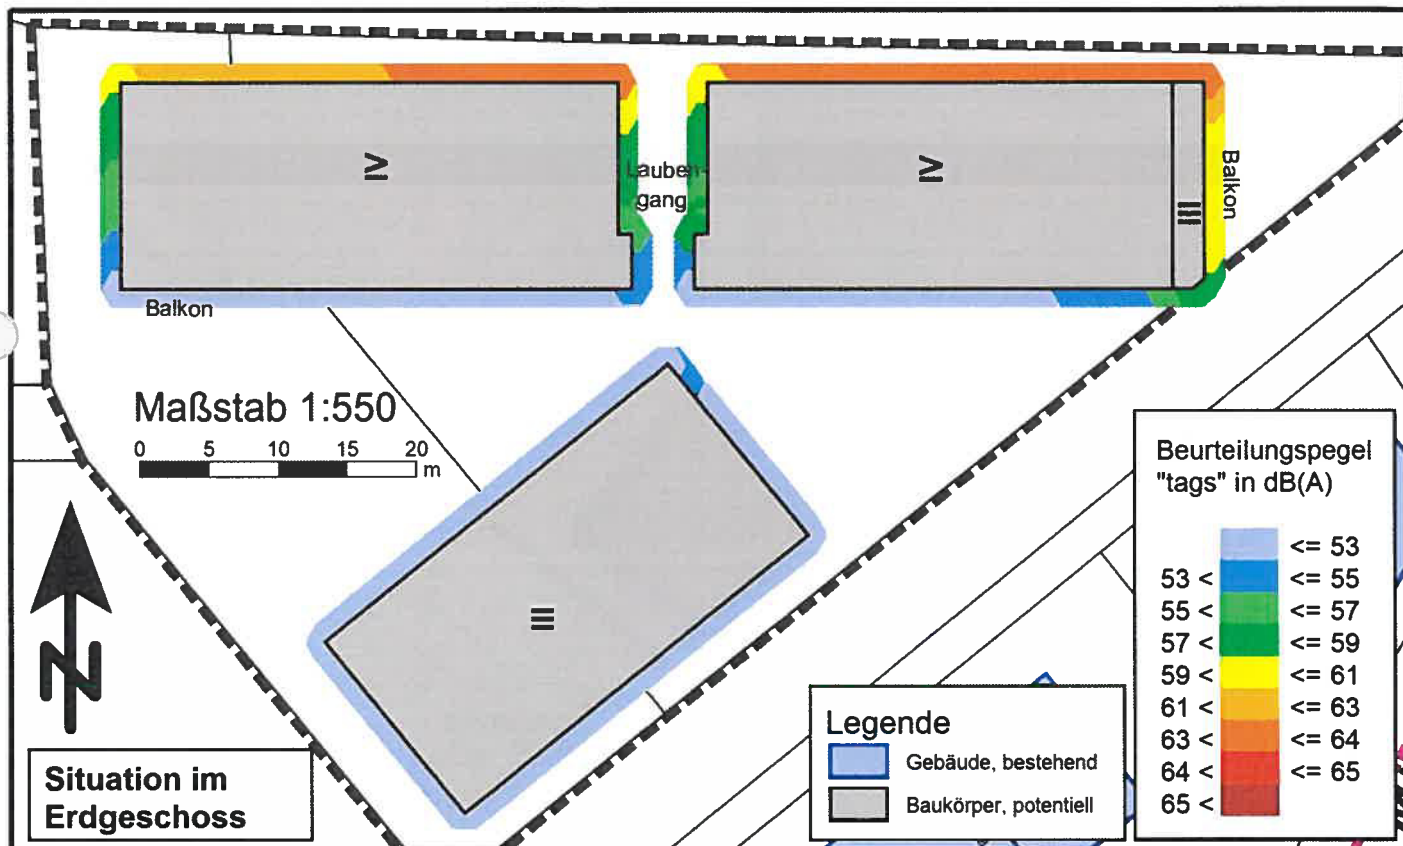 IV
IV
III
Lauben-
gang
Balkon
Balkon
Maßstab 1:550
0 5 10 15 20
m
III
N
Situation im
Erdgeschoss
Legende
Gebäude, bestehend
Baukörper, potentiell
Beurteilungspegel
"tags" in dB(A)
<= 53
53 < <= 55
55 < <= 57
57 < <= 59
59 < <= 61
61 < <= 63
63 < <= 64
64 < <= 65
65 <